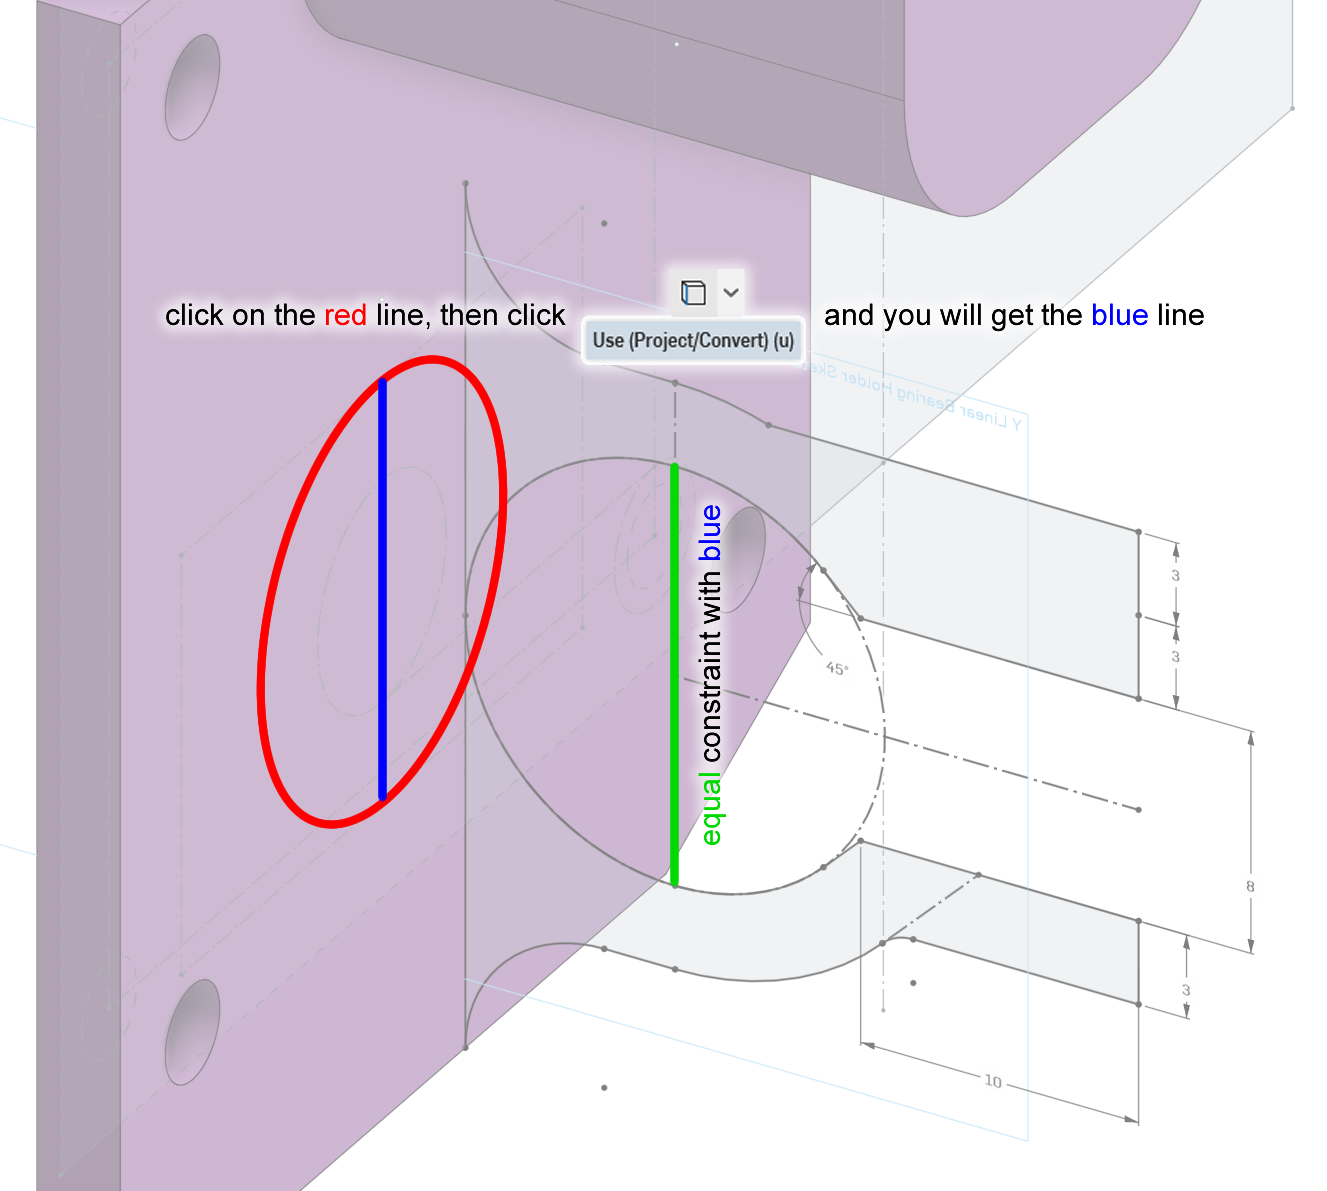 click on the red line, then click
Use (Project/Convert) (u)
and you will get the blue line
Y Linear Bearing Holder Ske
equal constraint with blue
3
3
45°
8
3
10